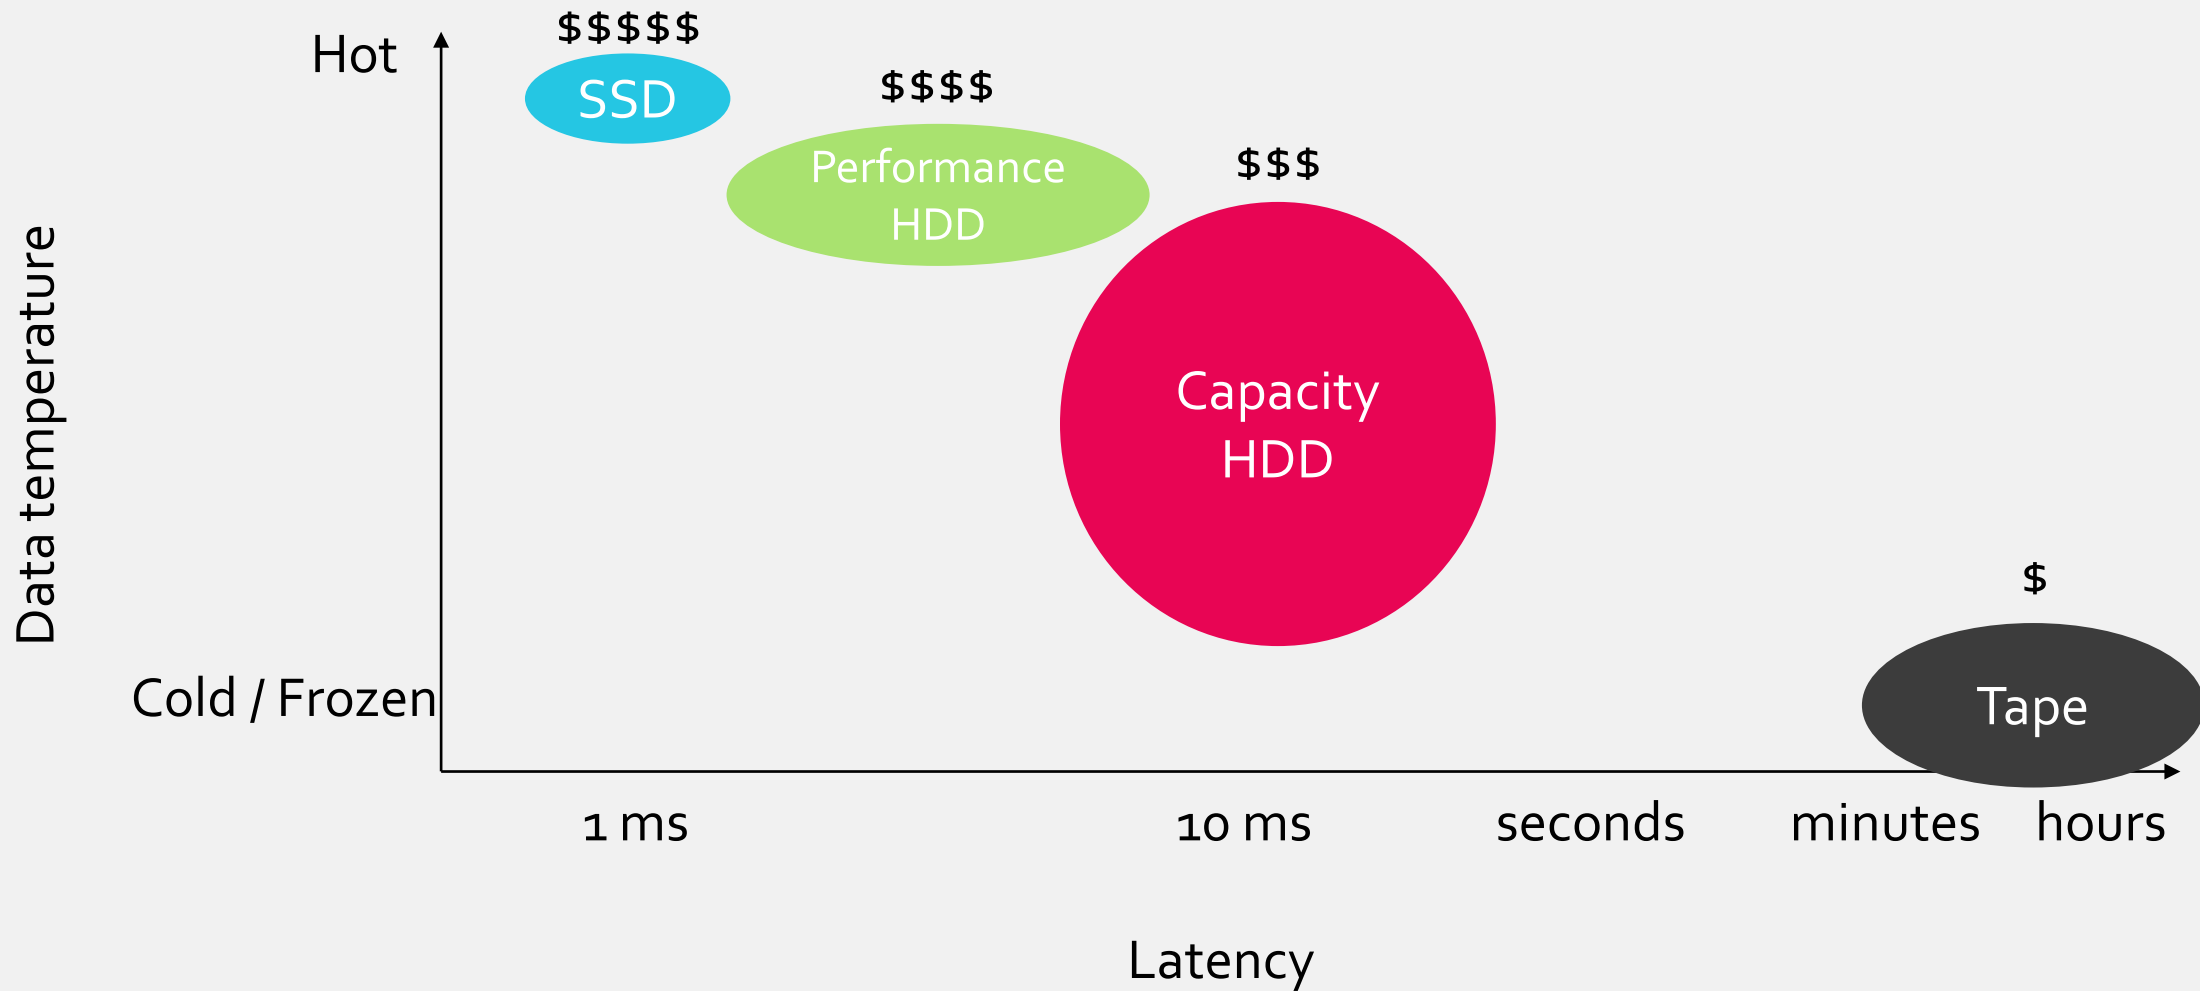 $$$$$
Hot
SSD
$$$$
Performance
HDD
$$$
Capacity
HDD
Data temperature
$
Cold / Frozen
Tape
1 ms
10 ms
seconds
minutes
hours
Latency